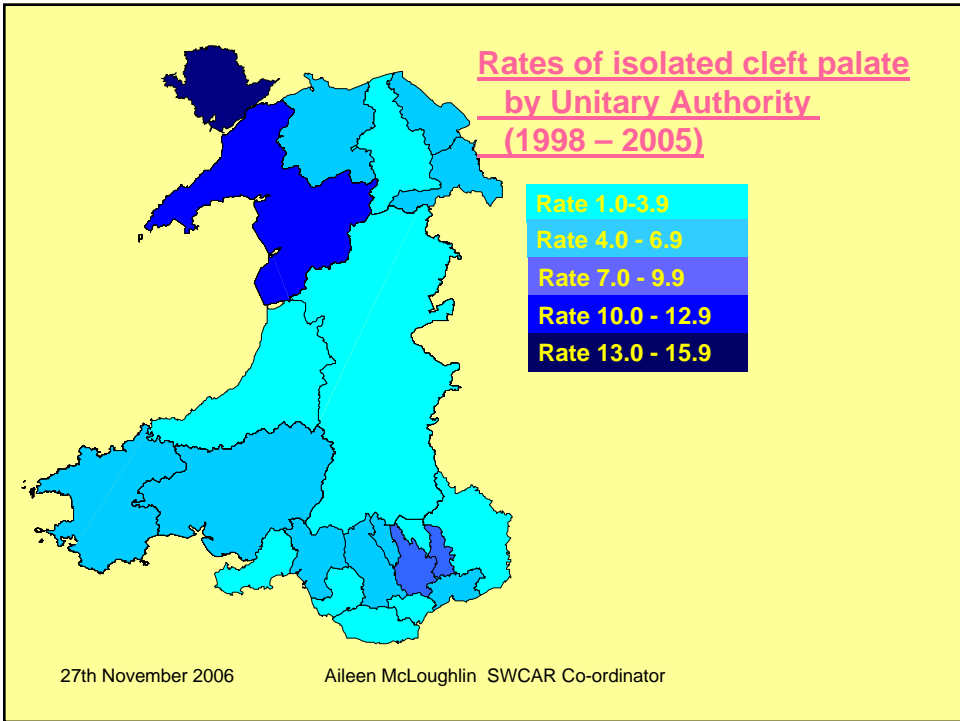 Rates of isolated cleft palate
by Unitary Authority
(1998 – 2005)
Rate 1.0-3.9
Rate 4.0 - 6.9
Rate 7.0 - 9.9
Rate 10.0 - 12.9
Rate 13.0 - 15.9
27th November 2006 Aileen McLoughlin SWCAR Co-ordinator